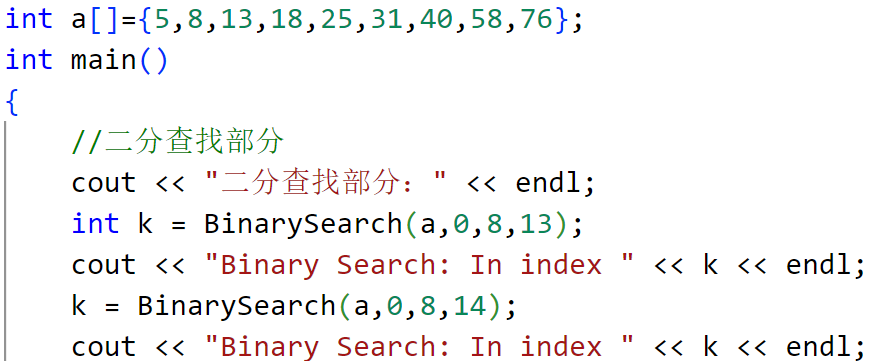 int a[]={5,8,13,18,25,31,40,58,76};
int main()
{
//二分查找部分
cout << "二分查找部分：" << endl;
int k = BinarySearch(a,0,8,13);
cout << "Binary Search: In index " << k << endl;
k = BinarySearch(a,0,8,14);
cout << "Binary Search: In index " << k << endl;